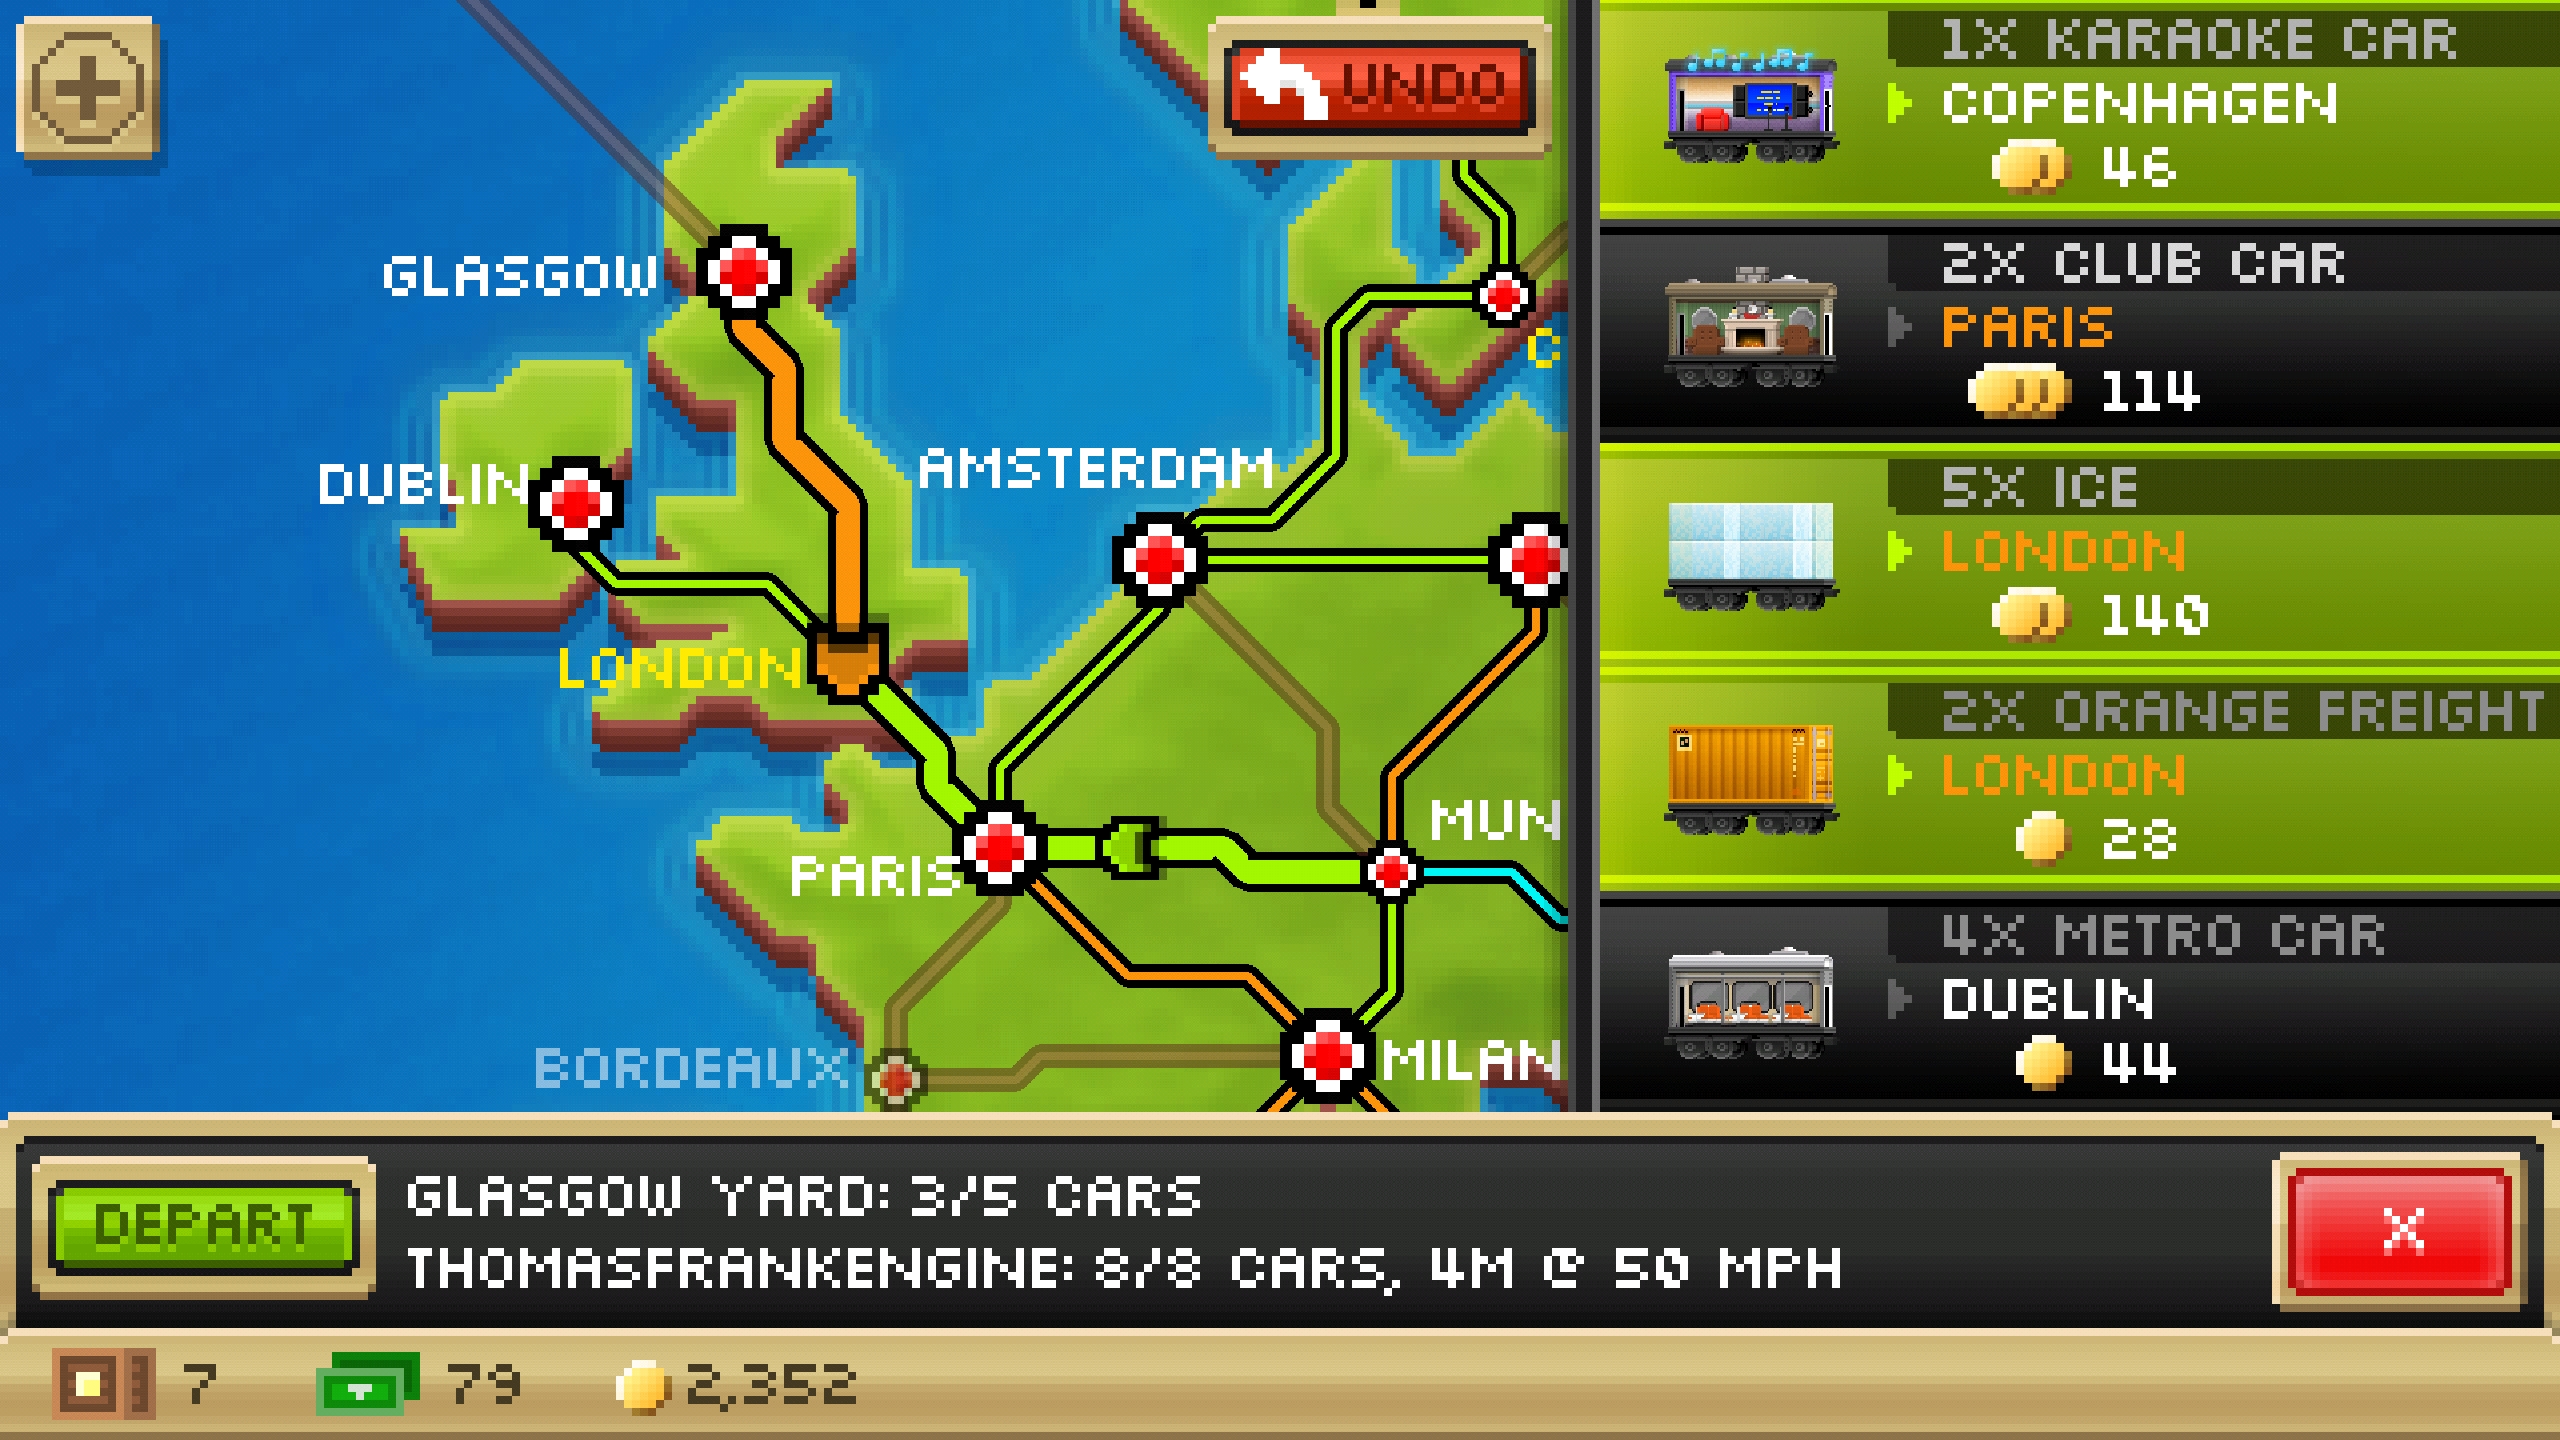 UNDO
GLASGOW
DUBLIN
AMSTERDAM
C
LONDON
MUN
PARIS
BORDEAUX
MILAN
1X KARAOKE CAR
COPENHAGEN
46
2X CLUB CAR
PARIS
114
5X ICE
LONDON
140
2X ORANGE FREIGHT
LONDON
28
4X METRO CAR
DUBLIN
44
DEPART
GLASGOW YARD: 3/5 CARS
THOMASFRANKENGINE: 8/8 CARS, 4M @ 50 MPH
X
7
79
2,352